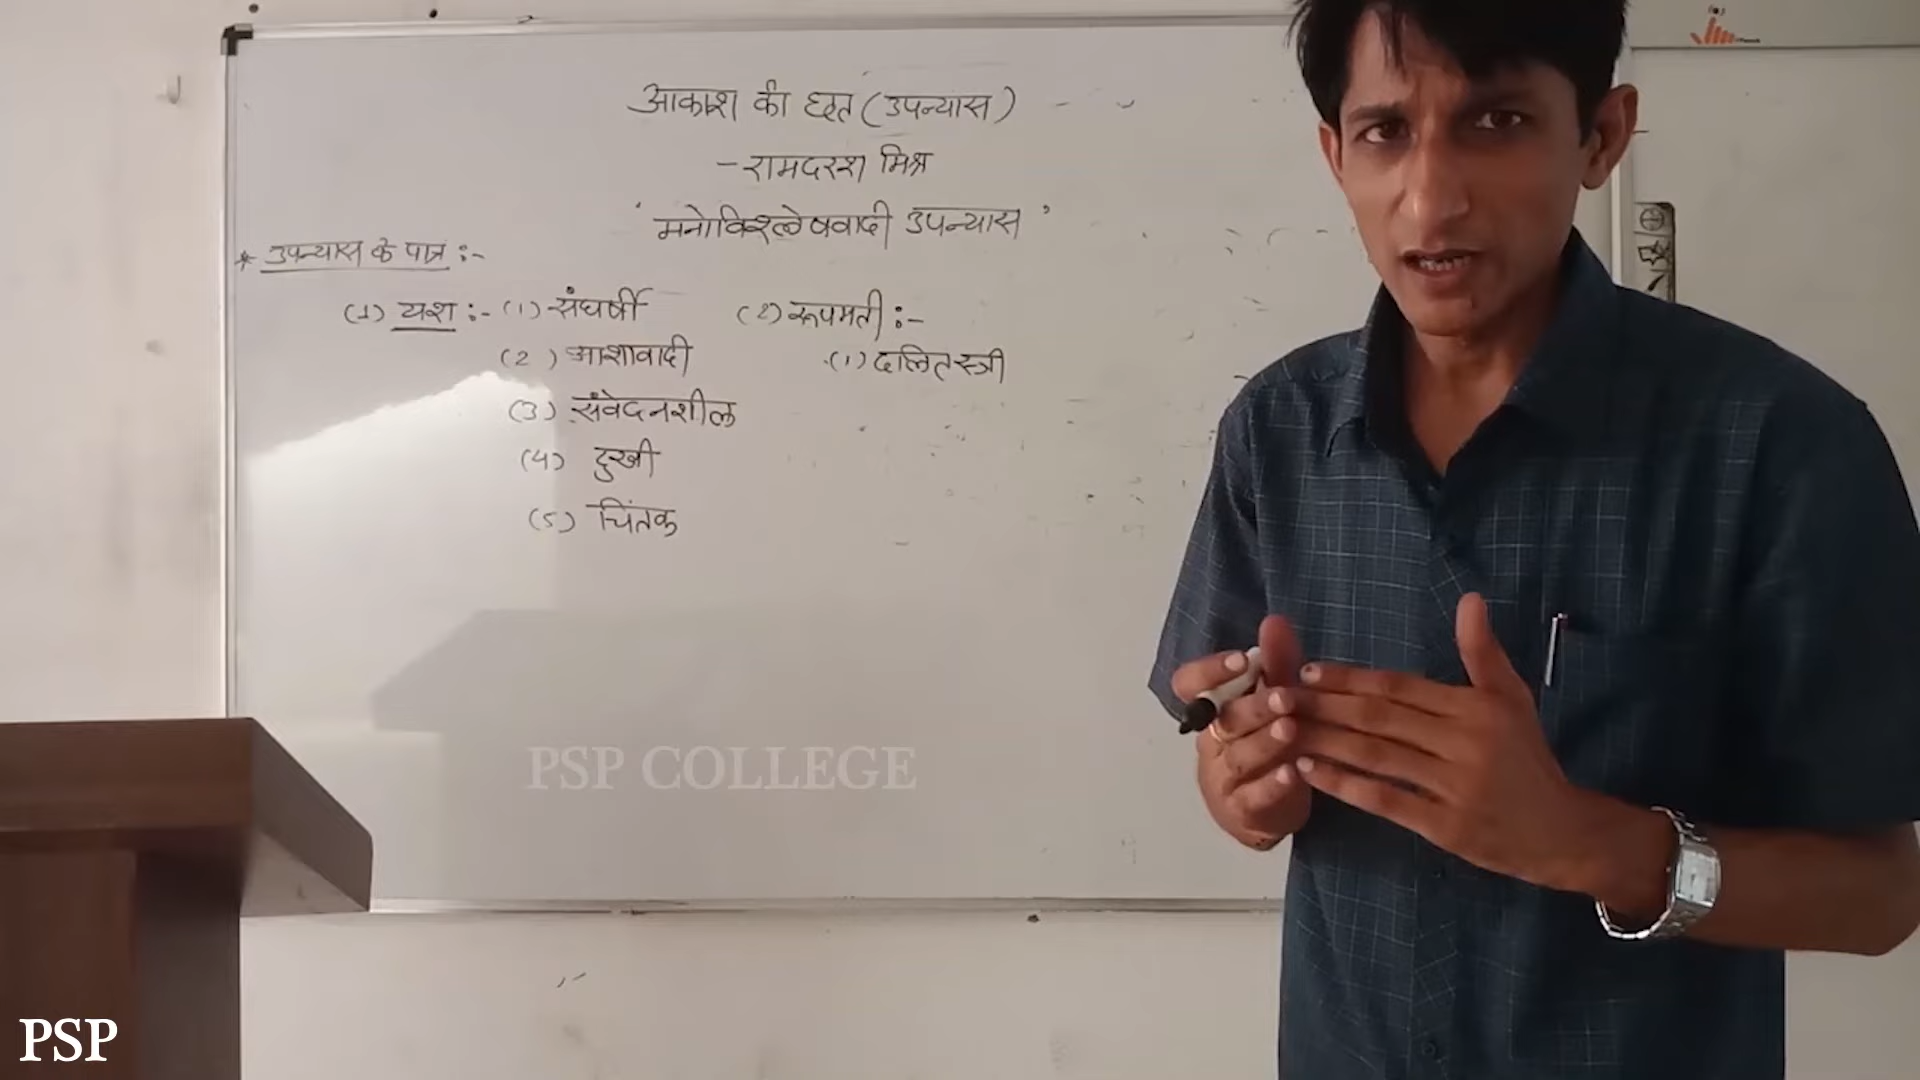 आकाश की छत (उपन्यास)
- रामदरश मिश्र
' मनोविश्लेषवादी उपन्यास '
* उपन्यास के पात्र :-
(1) यश :- (1) संघर्षी
(2) आशावादी
(3) संवेदनशील
(4) दुखी
(5) चिंतक
(2) रूपमती :-
(1) दलित स्त्री
PSP COLLEGE
PSP